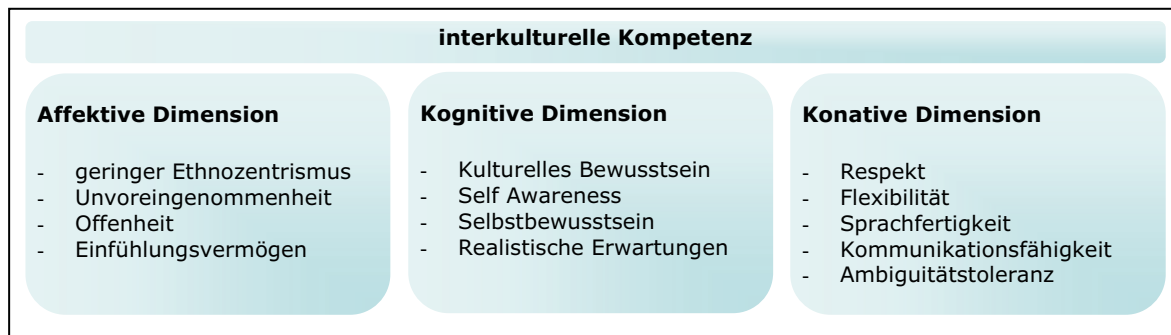 interkulturelle Kompetenz
Affektive Dimension
- geringer Ethnozentrismus
- Unvoreingenommenheit
- Offenheit
- Einfühlungsvermögen
Kognitive Dimension
- Kulturelles Bewusstsein
- Self Awareness
- Selbstbewusstsein
- Realistische Erwartungen
Konative Dimension
- Respekt
- Flexibilität
- Sprachfertigkeit
- Kommunikationsfähigkeit
- Ambiguitätstoleranz